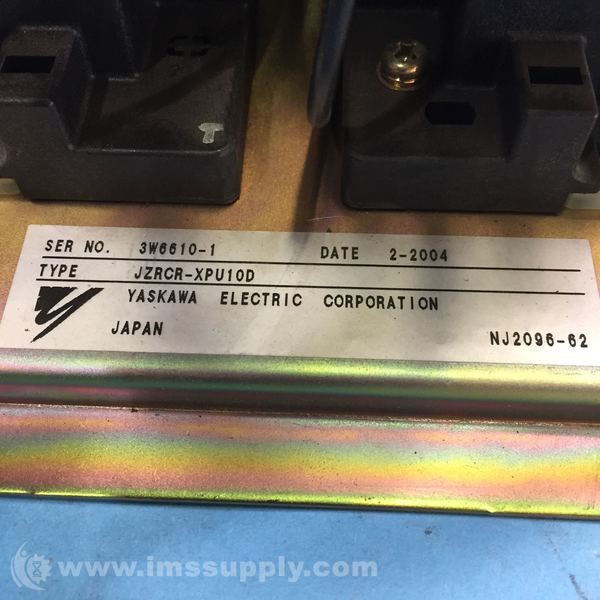 SER NO. 3W6610-1 DATE 2-2004
TYPE JZRCR-XPU10D
YASKAWA ELECTRIC CORPORATION
JAPAN NJ2096-62
www.imssupply.com